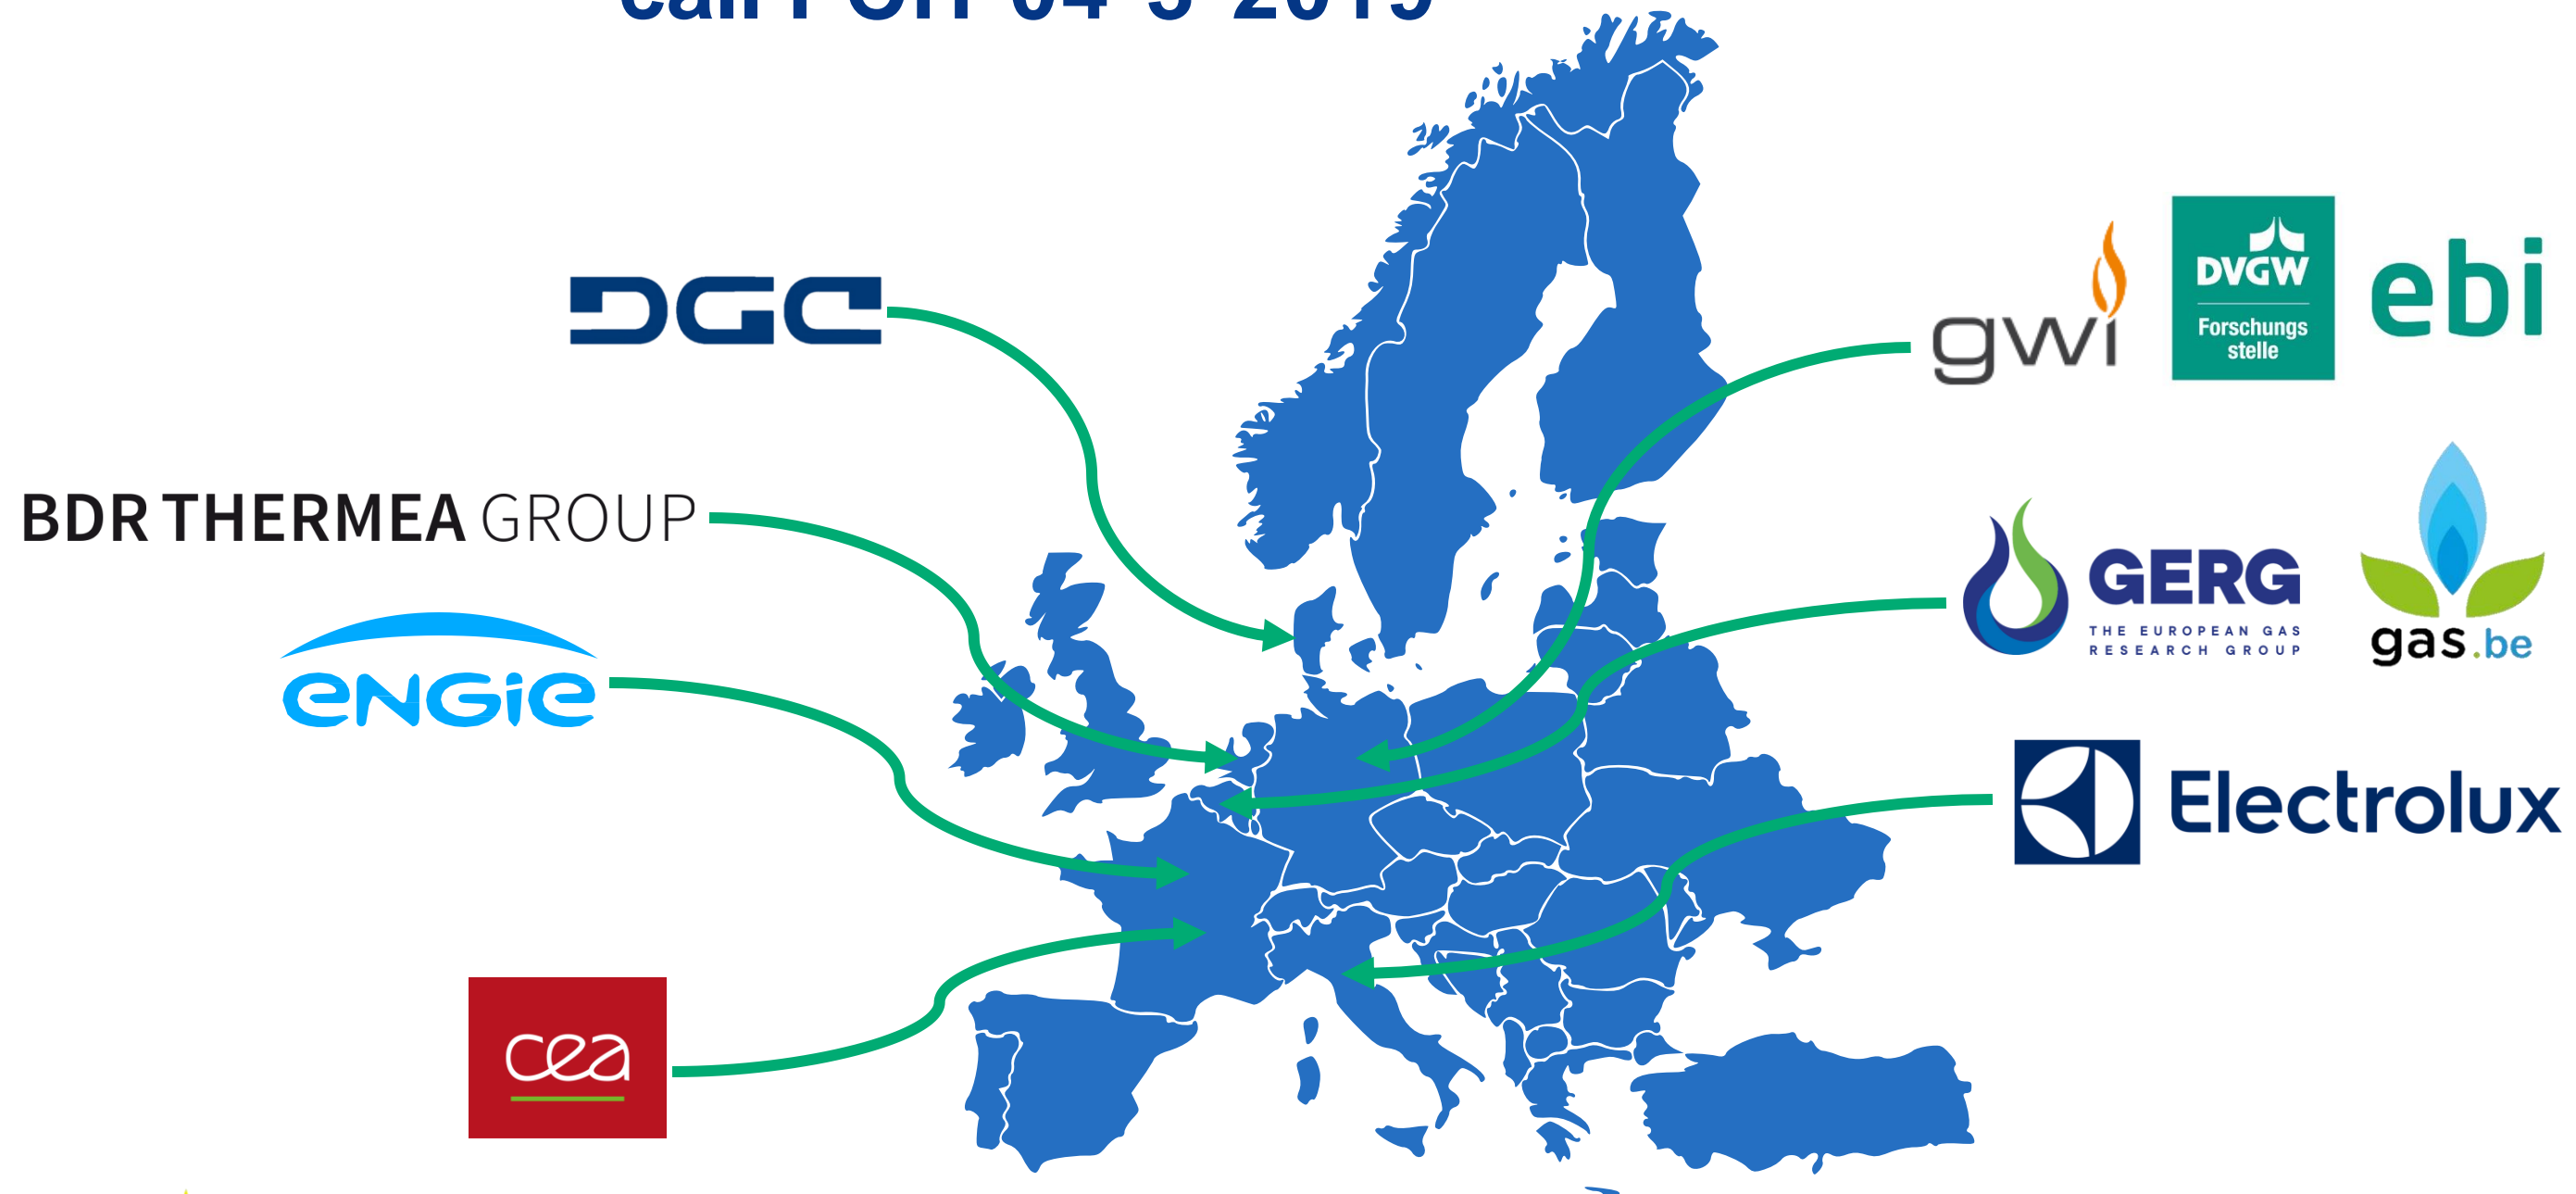 DGC
gwi
DVGW
Forschungs
stelle
ebi
BDR THERMEA GROUP
GERG
THE EUROPEAN GAS
RESEARCH GROUP
gas.be
ENGIE
Electrolux
cea